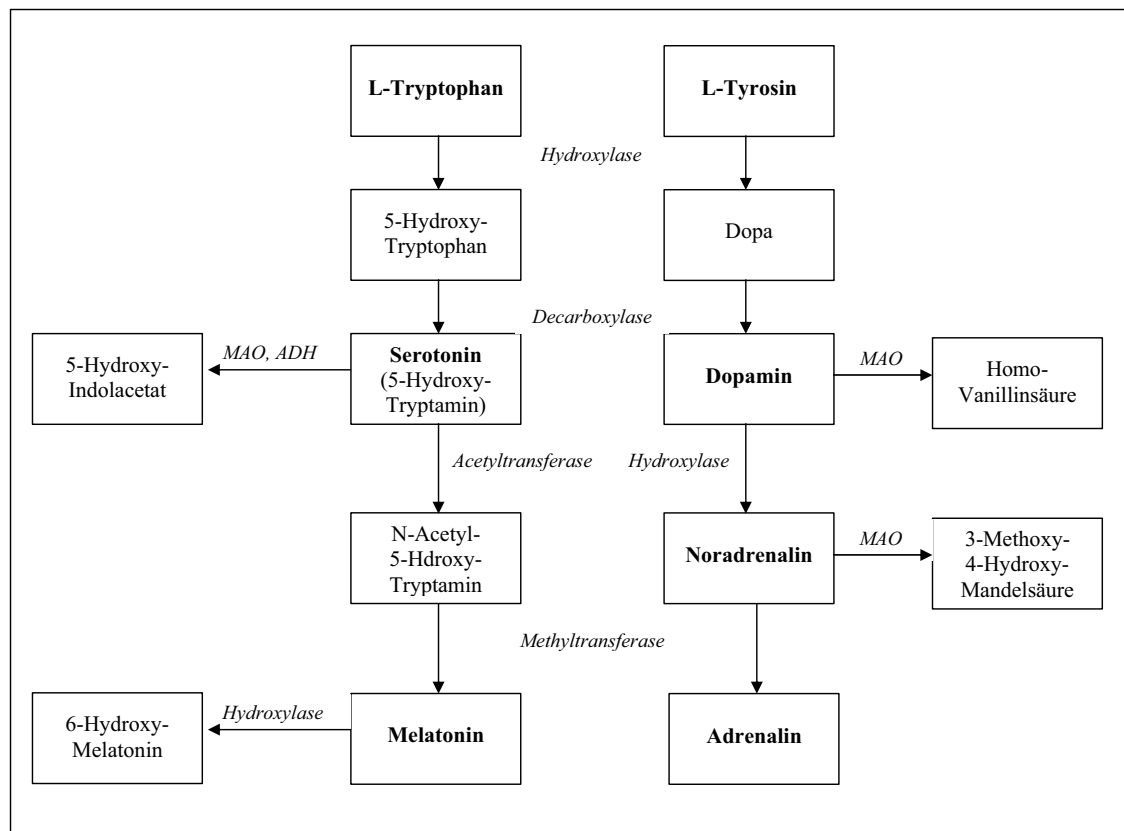 L-Tryptophan
L-Tyrosin
Hydroxylase
5-Hydroxy-
Tryptophan
Dopa
Decarboxylase
5-Hydroxy-
Indolacetat
MAO, ADH
Serotonin
(5-Hydroxy-
Tryptamin)
Dopamin
MAO
Homo-
Vanillinsäure
Acetyltransferase
Hydroxylase
N-Acetyl-
5-Hdroxy-
Tryptamin
Noradrenalin
MAO
3-Methoxy-
4-Hydroxy-
Mandelsäure
Methyltransferase
6-Hydroxy-
Melatonin
Hydroxylase
Melatonin
Adrenalin